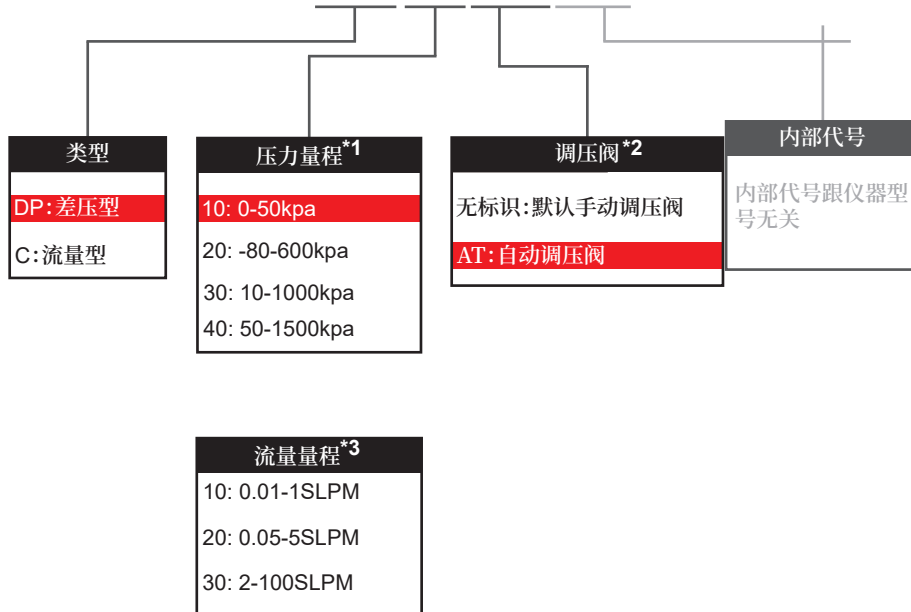 类型
DP:差压型
C:流量型
压力量程*1
10: 0-50kpa
20: -80-600kpa
30: 10-1000kpa
40: 50-1500kpa
调压阀*2
无标识:默认手动调压阀
AT:自动调压阀
内部代号
内部代号跟仪器型
号无关
流量量程*3
10: 0.01-1SLPM
20: 0.05-5SLPM
30: 2-100SLPM